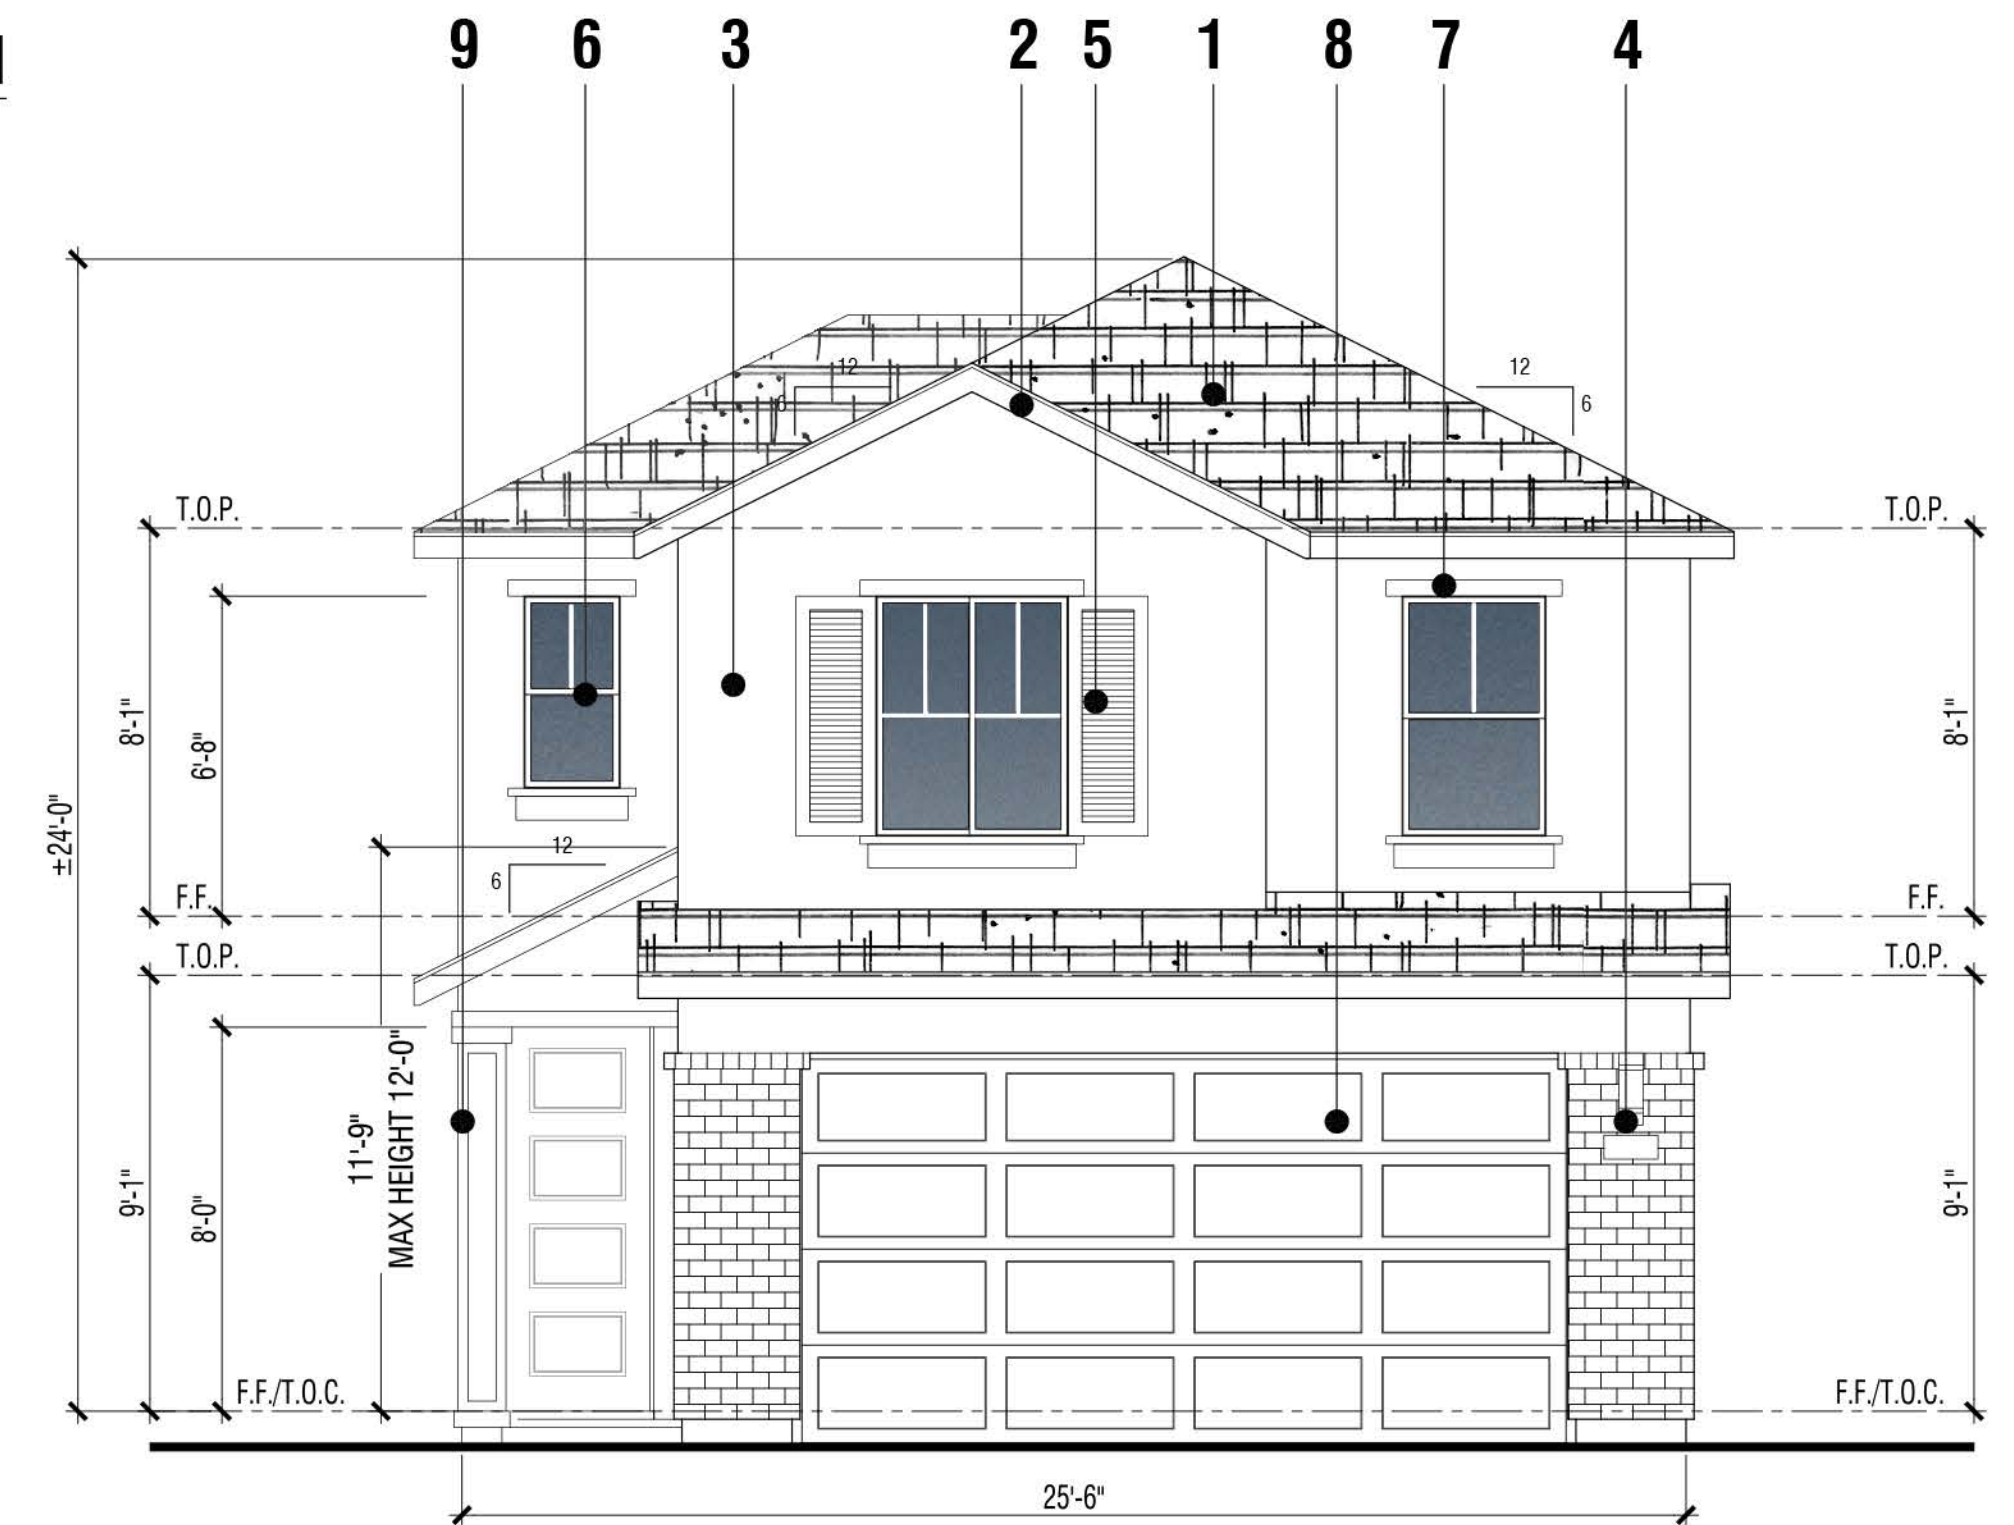 9 6 3 2 5 1 8 7 4
12
12
6
6
T.O.P.
T.O.P.
8'-1"
6'-8"
8'-1"
±24'-0"
12
6
F.F.
F.F.
T.O.P.
T.O.P.
9'-1"
8'-0"
11'-9"
MAX HEIGHT 12'-0"
9'-1"
F.F./T.O.C.
F.F./T.O.C.
25'-6"